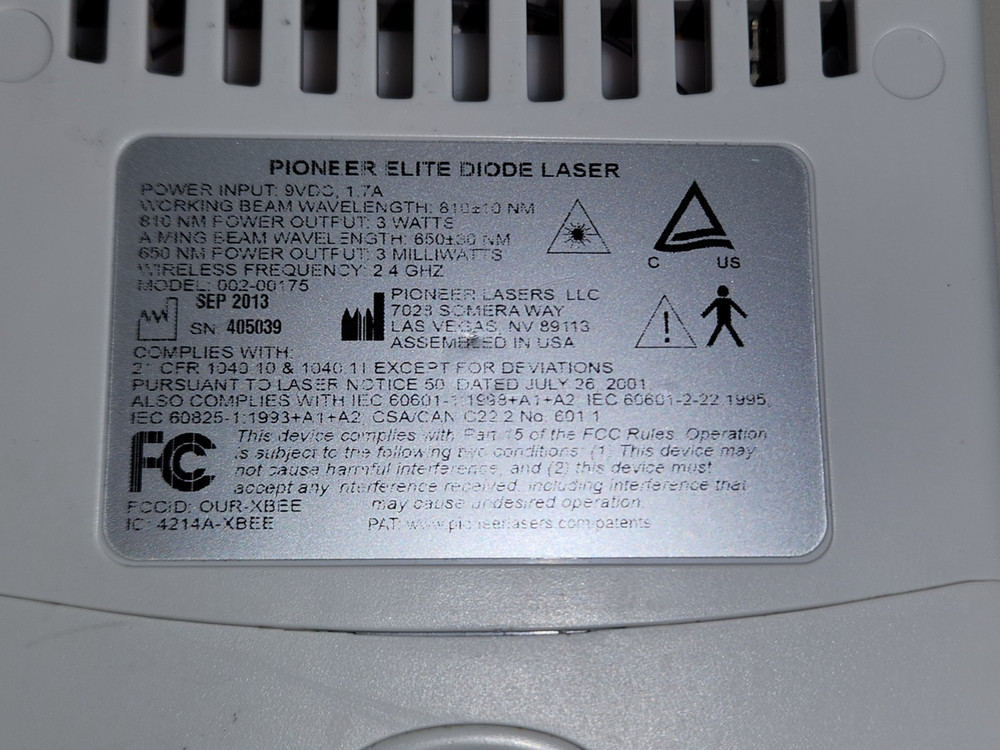 PIONEER ELITE DIODE LASER
POWER INPUT: 9VDC, 1.7A
WORKING BEAM WAVELENGTH: 810±10 NM
810 NM POWER OUTPUT: 3 WATTS
AIMING BEAM WAVELENGTH: 650±30 NM
650 NM POWER OUTPUT: 3 MILLIWATTS
WIRELESS FREQUENCY: 2.4 GHZ
MODEL: 002-00175
C US
SEP 2013
SN: 405039
PIONEER LASERS, LLC
7023 SOMERA WAY
LAS VEGAS, NV 89113
ASSEMBLED IN USA
COMPLIES WITH:
21 CFR 1040.10 & 1040.11 EXCEPT FOR DEVIATIONS
PURSUANT TO LASER NOTICE 50, DATED JULY 26, 2001.
ALSO COMPLIES WITH IEC 60601-1:1998+A1+A2, IEC 60601-2-22:1995,
IEC 60825-1:1993+A1+A2, CSA/CAN C22.2 No. 601.1
FC
This device complies with Part 15 of the FCC Rules. Operation
is subject to the following two conditions: (1) This device may
not cause harmful interference, and (2) this device must
accept any interference received, including interference that
may cause undesired operation.
FCCID: OUR-XBEE
IC: 4214A-XBEE
PAT: www.pioneerlasers.com/patents